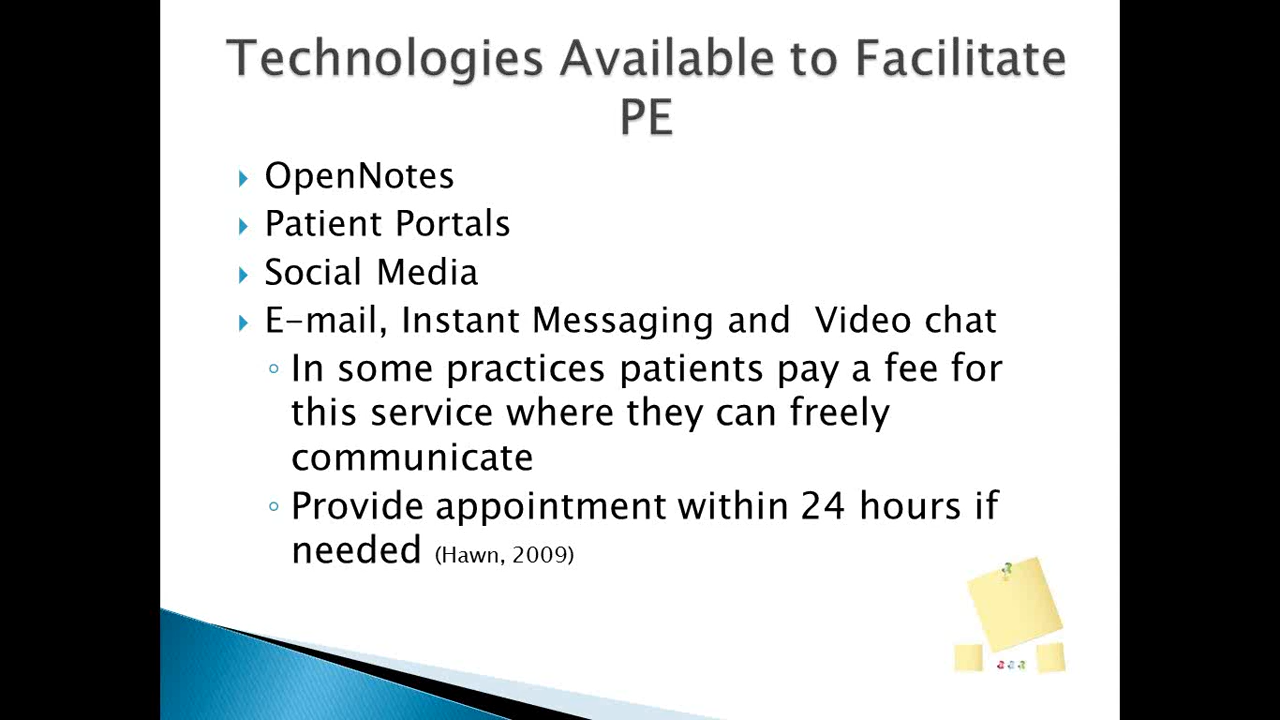 Technologies Available to Facilitate
PE
OpenNotes
Patient Portals
Social Media
E-mail, Instant Messaging and  Video chat
In some practices patients pay a fee for
this service where they can freely
communicate
Provide appointment within 24 hours if
needed (Hawn, 2009)